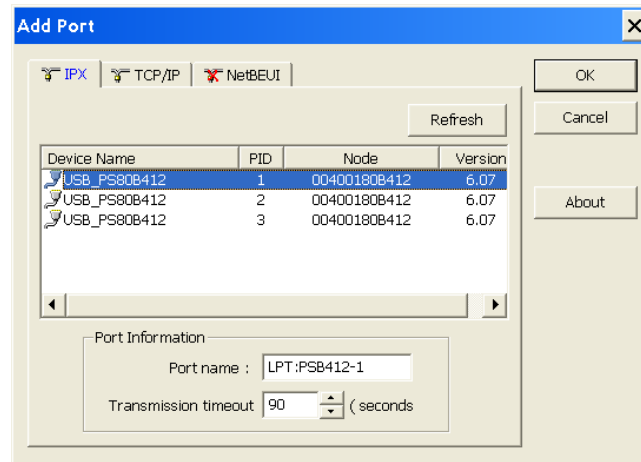 Add Port
IPX TCP/IP NetBEUI
OK
Refresh
Cancel
Device Name PID Node Version
USB_PS80B412 1 00400180B412 6.07
USB_PS80B412 2 00400180B412 6.07
USB_PS80B412 3 00400180B412 6.07
About
Port Information
Port name : LPT:PSB412-1
Transmission timeout 90 ( seconds